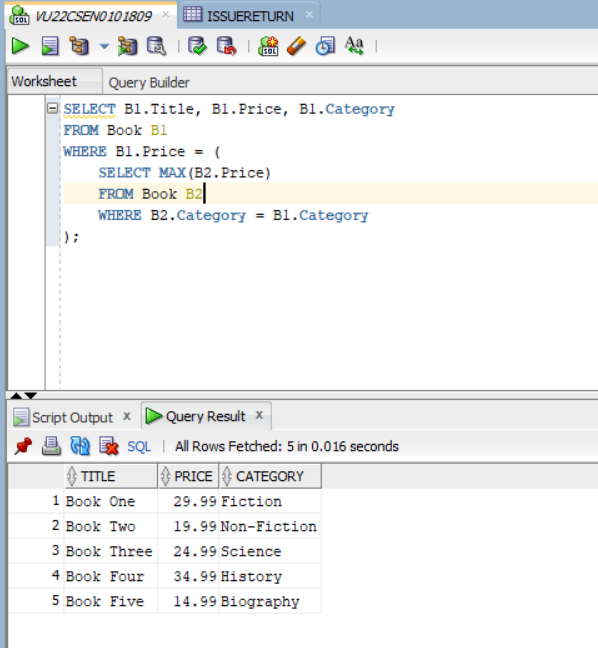 VU22CSEN0101809 × ISSUERETURN ×
Worksheet Query Builder
SELECT B1.Title, B1.Price, B1.Category
FROM Book B1
WHERE B1.Price = (
SELECT MAX(B2.Price)
FROM Book B2
WHERE B2.Category = B1.Category
);
Script Output × Query Result ×
SQL | All Rows Fetched: 5 in 0.016 seconds
TITLE PRICE CATEGORY
1 Book One 29.99 Fiction
2 Book Two 19.99 Non-Fiction
3 Book Three 24.99 Science
4 Book Four 34.99 History
5 Book Five 14.99 Biography